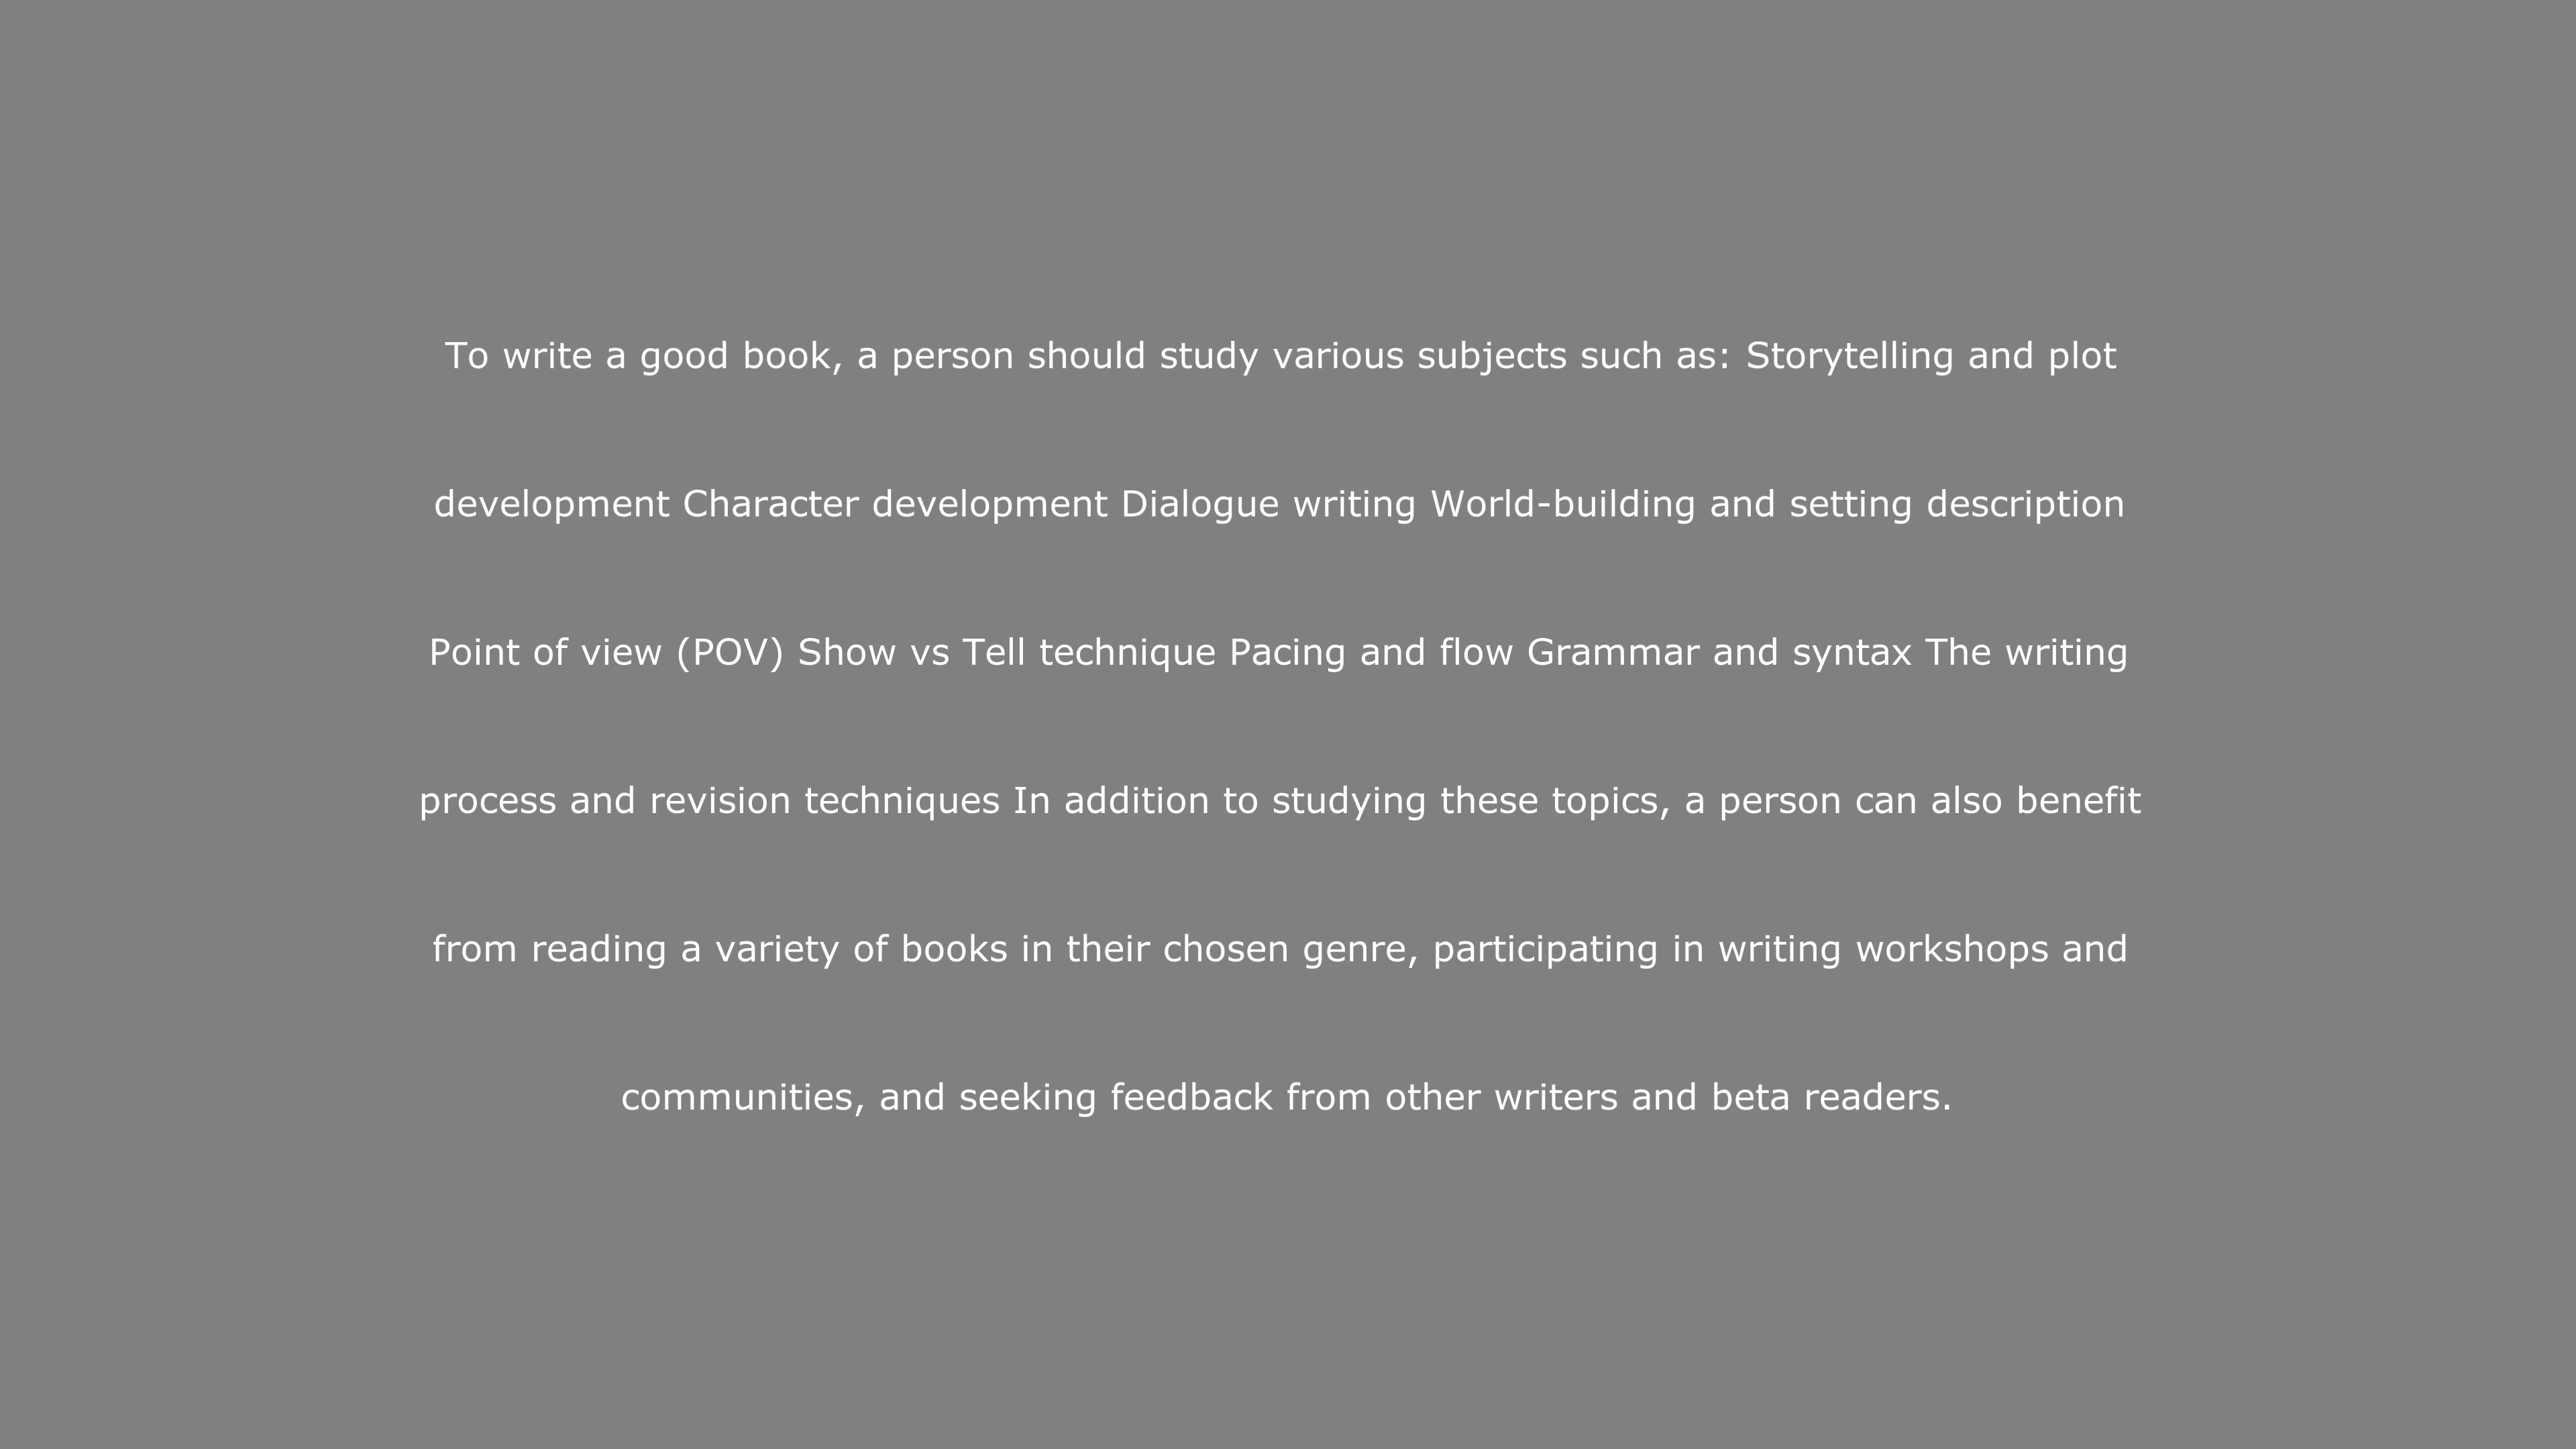 To write a good book, a person should study various subjects such as: Storytelling and plot
development Character development Dialogue writing World-building and setting description
Point of view (POV) Show vs Tell technique Pacing and flow Grammar and syntax The writing
process and revision techniques In addition to studying these topics, a person can also benefit
from reading a variety of books in their chosen genre, participating in writing workshops and
communities, and seeking feedback from other writers and beta readers.